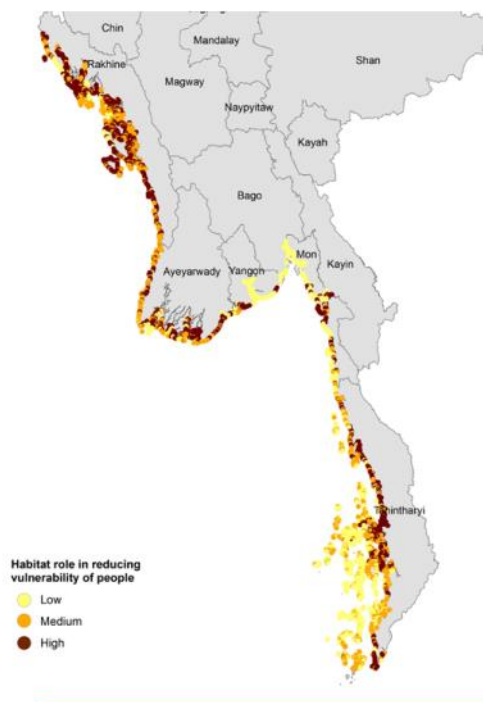 Chin
Mandalay
Rakhine
Shan
Magway
Naypyitaw
Kayah
Bago
Mon
Kayin
Ayeyarwady
Yangon
Habitat role in reducing
vulnerability of people
Low
Medium
High